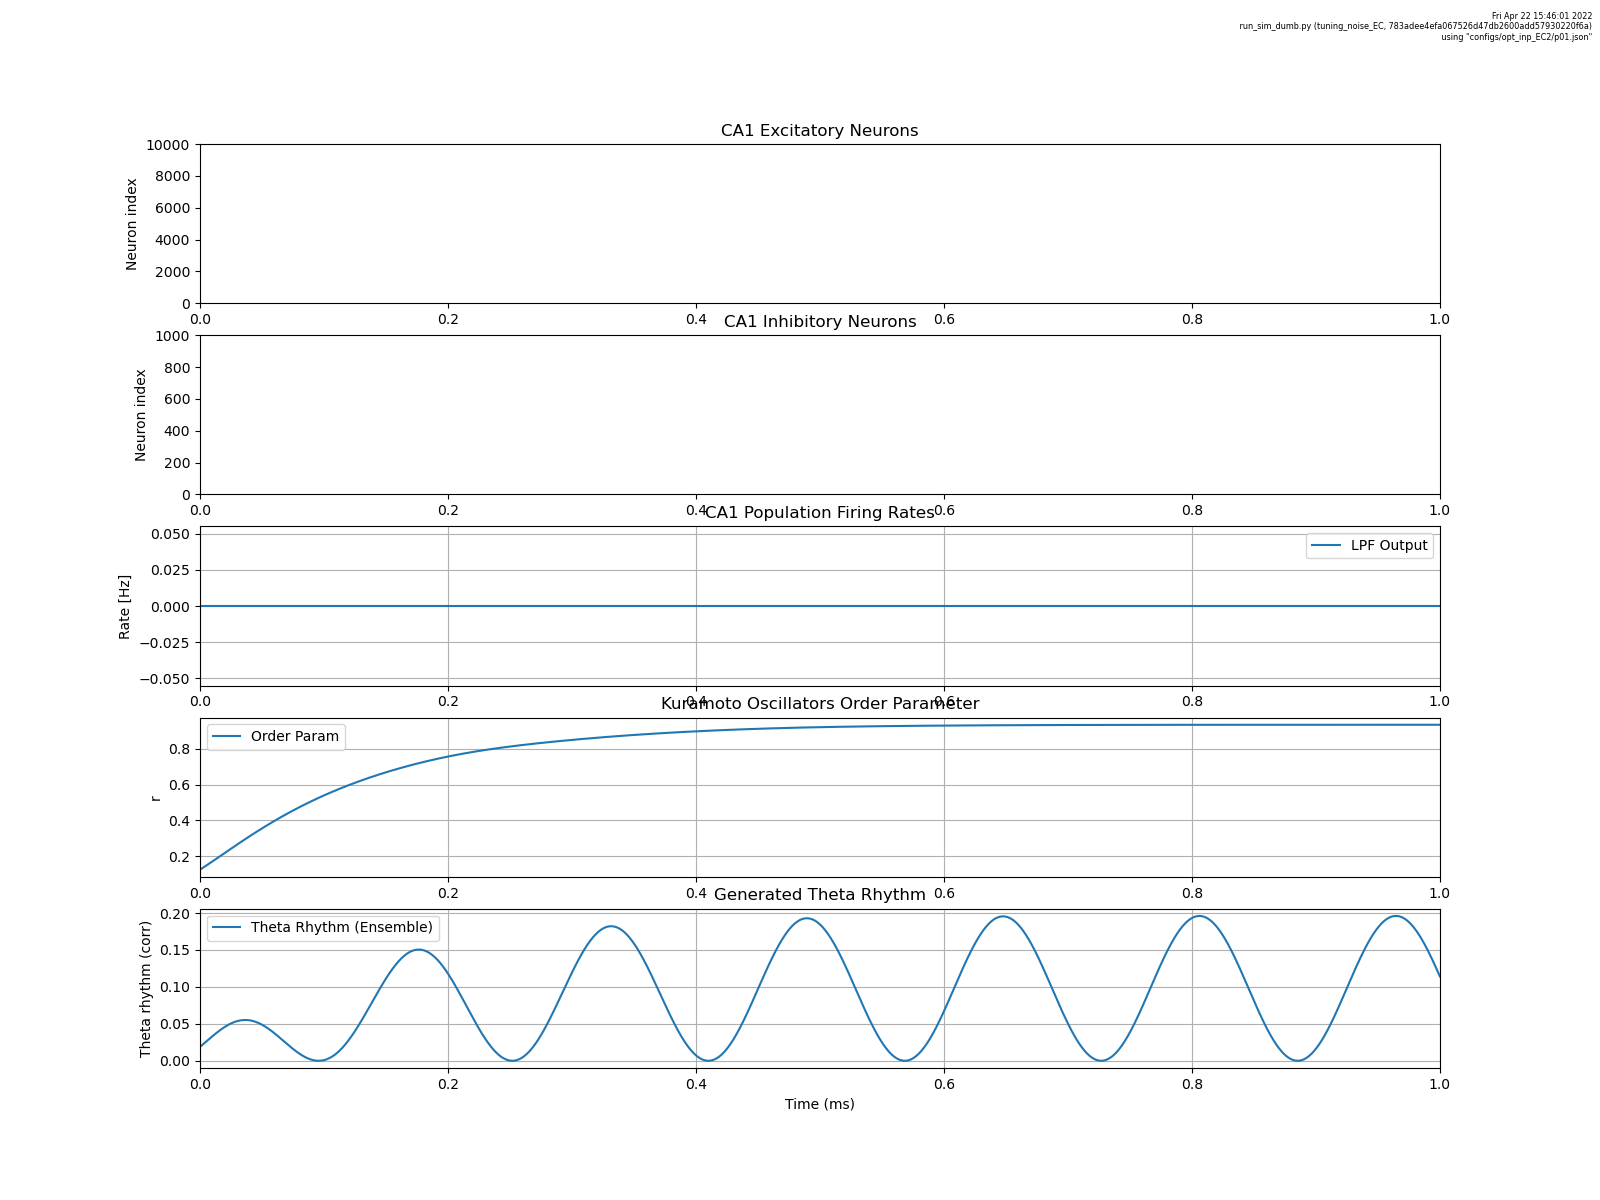 Fri Apr 22 15:46:01 2022
run_sim_dumb.py (tuning_noise_EC, 783adee4efa067526d47db2600add57930220f6a)
using "configs/opt_inp_EC2/p01.json"
CA1 Excitatory Neurons
Neuron index
10000
8000
6000
4000
2000
0
0.0 0.2 0.4 0.6 0.8 1.0
CA1 Inhibitory Neurons
Neuron index
1000
800
600
400
200
0
0.0 0.2 0.4 0.6 0.8 1.0
CA1 Population Firing Rates
Rate [Hz]
0.050
0.025
0.000
−0.025
−0.050
LPF Output
0.0 0.2 0.4 0.6 0.8 1.0
Kuramoto Oscillators Order Parameter
r
0.8
0.6
0.4
0.2
Order Param
0.0 0.2 0.4 0.6 0.8 1.0
Generated Theta Rhythm
Theta rhythm (corr)
0.20
0.15
0.10
0.05
0.00
Theta Rhythm (Ensemble)
0.0 0.2 0.4 0.6 0.8 1.0
Time (ms)